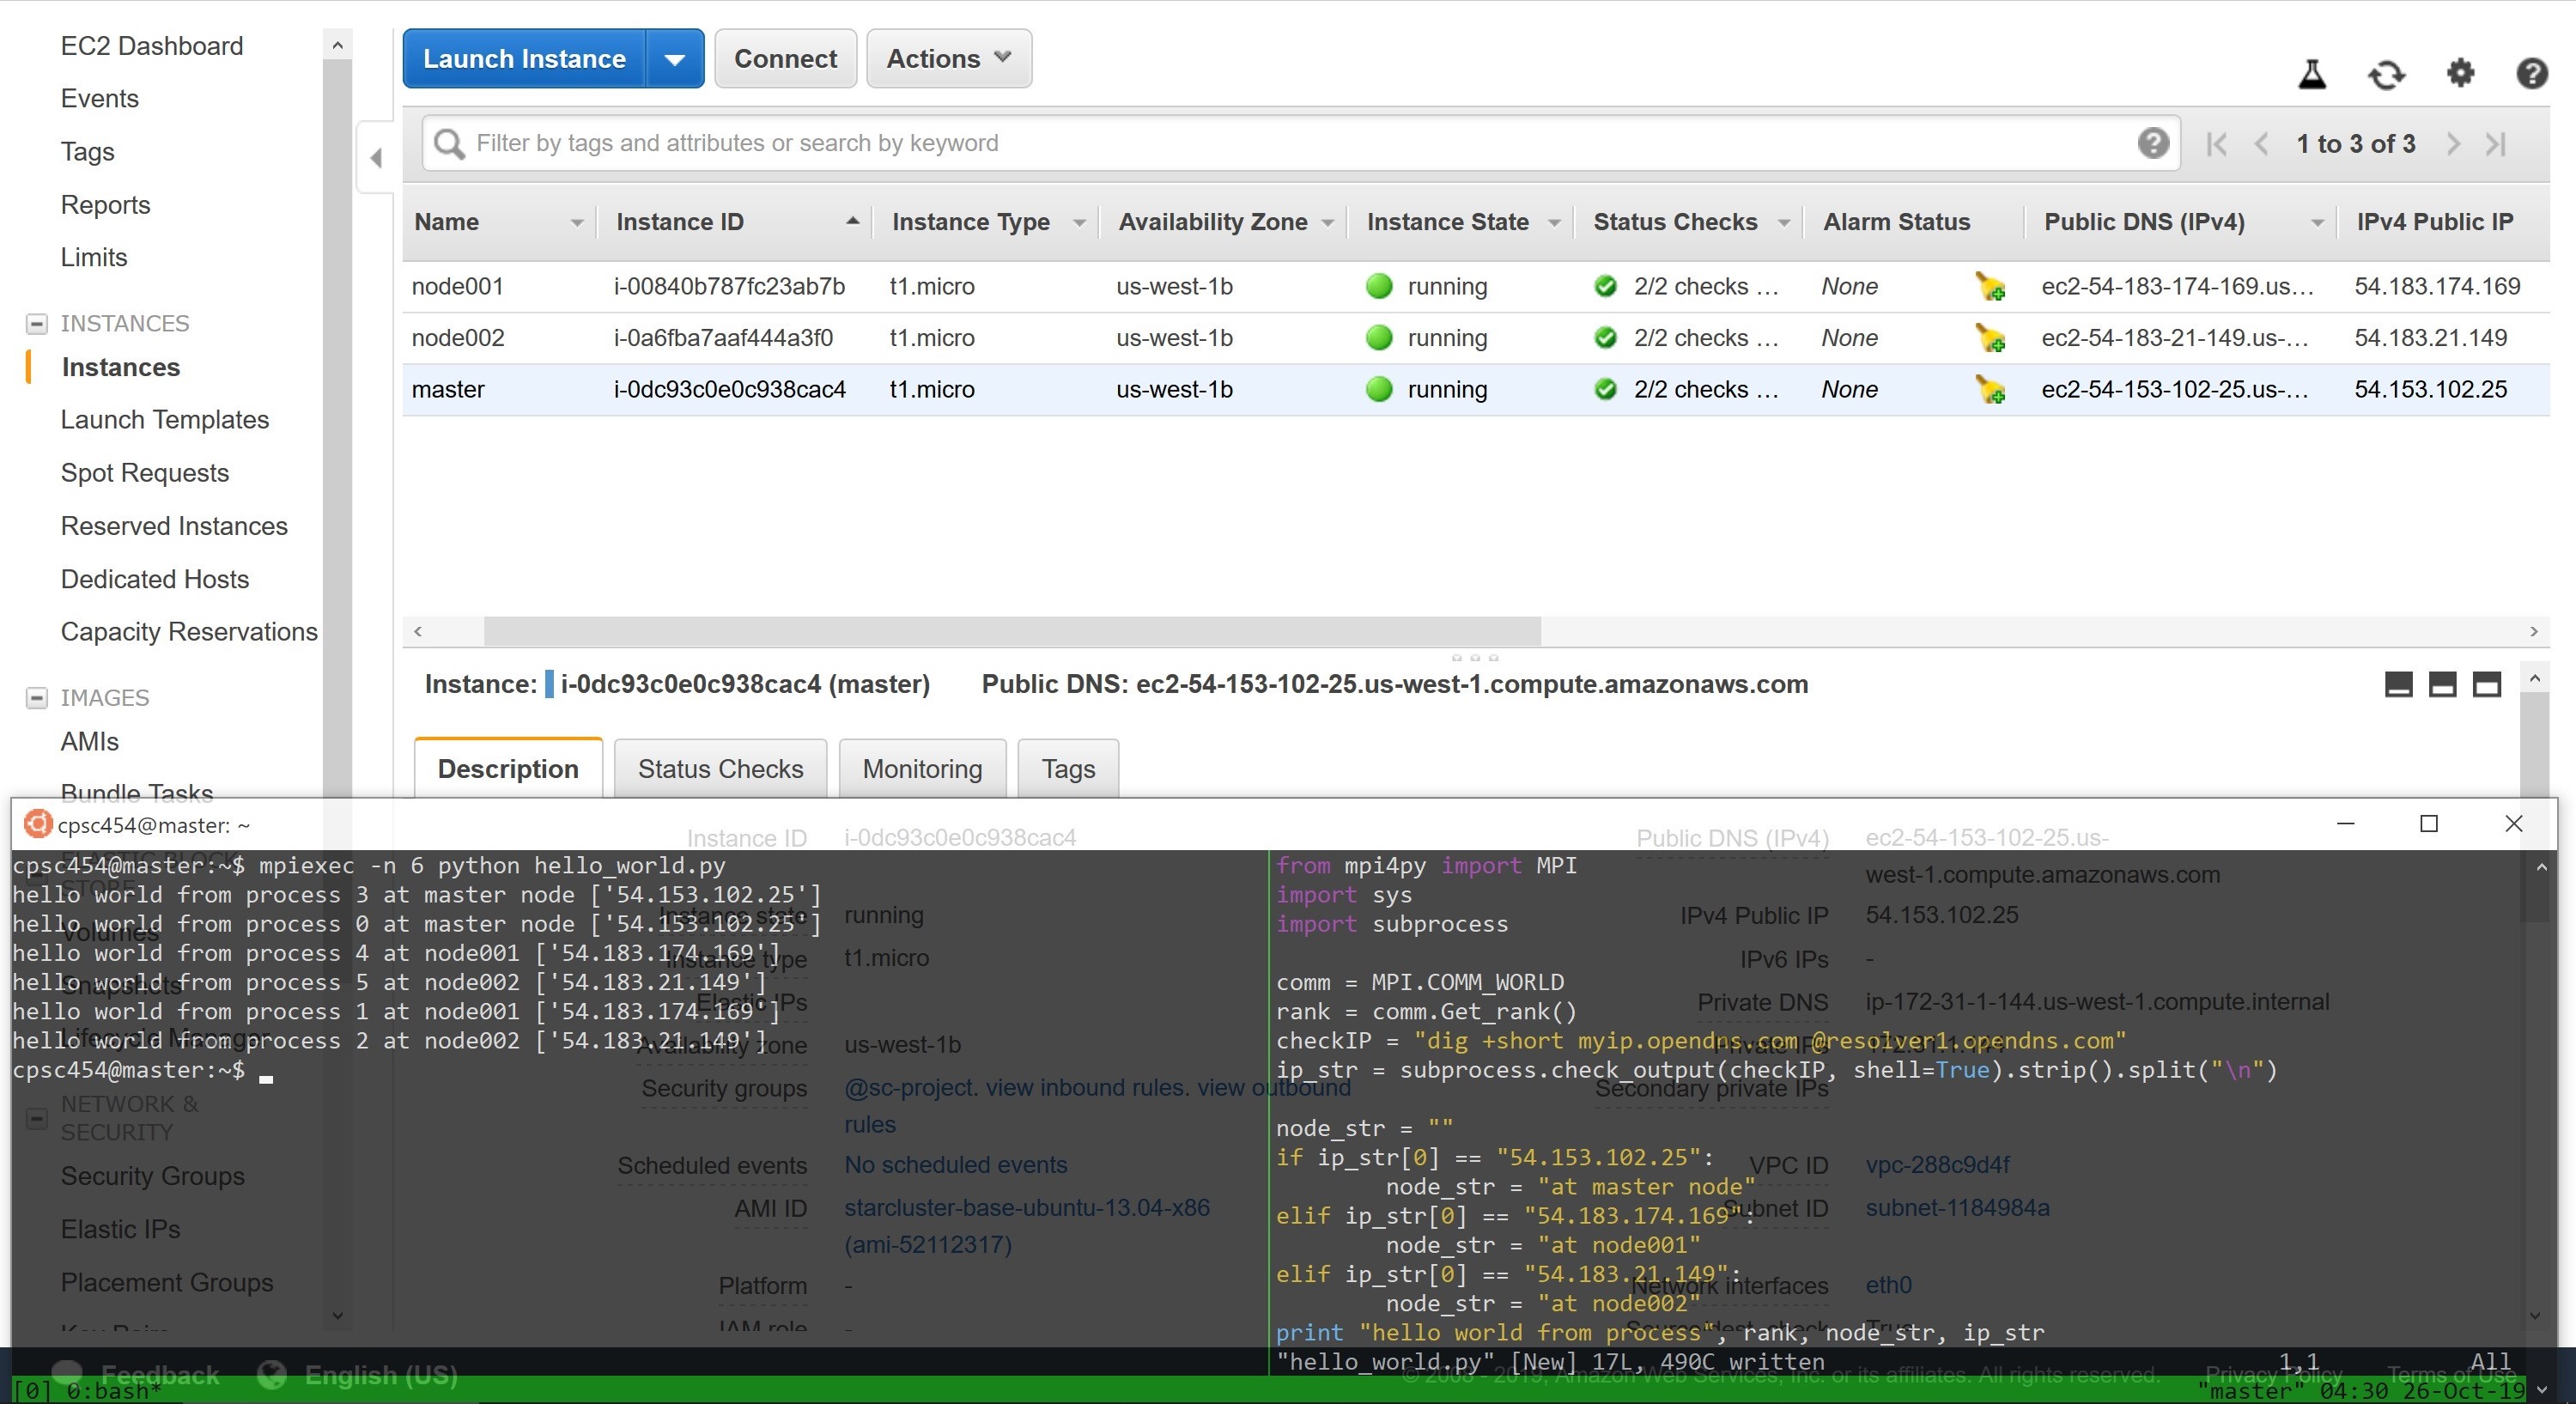 EC2 Dashboard
Events
Tags
Reports
Limits
INSTANCES
Instances
Launch Templates
Spot Requests
Reserved Instances
Dedicated Hosts
Capacity Reservations
IMAGES
AMIs
Bundle Tasks
Launch Instance Connect Actions
Filter by tags and attributes or search by keyword 1 to 3 of 3
Name Instance ID Instance Type Availability Zone Instance State Status Checks Alarm Status Public DNS (IPv4) IPv4 Public IP
node001 i-00840b787fc23ab7b t1.micro us-west-1b running 2/2 checks ... None ec2-54-183-174-169.us... 54.183.174.169
node002 i-0a6fba7aaf444a3f0 t1.micro us-west-1b running 2/2 checks ... None ec2-54-183-21-149.us-... 54.183.21.149
master i-0dc93c0e0c938cac4 t1.micro us-west-1b running 2/2 checks ... None ec2-54-153-102-25.us-... 54.153.102.25
Instance: i-0dc93c0e0c938cac4 (master) Public DNS: ec2-54-153-102-25.us-west-1.compute.amazonaws.com
Description Status Checks Monitoring Tags
cpsc454@master: ~
cpsc454@master:~$ mpiexec -n 6 python hello_world.py
hello world from process 3 at master node ['54.153.102.25']
hello world from process 0 at master node ['54.153.102.25']
hello world from process 4 at node001 ['54.183.174.169']
hello world from process 5 at node002 ['54.183.21.149']
hello world from process 1 at node001 ['54.183.174.169']
hello world from process 2 at node002 ['54.183.21.149']
cpsc454@master:~$
from mpi4py import MPI
import sys
import subprocess
comm = MPI.COMM_WORLD
rank = comm.Get_rank()
checkIP = "dig +short myip.opendns.com @resolver1.opendns.com"
ip_str = subprocess.check_output(checkIP, shell=True).strip().split("\n")
node_str = ""
if ip_str[0] == "54.153.102.25":
node_str = "at master node"
elif ip_str[0] == "54.183.174.169":
node_str = "at node001"
elif ip_str[0] == "54.183.21.149":
node_str = "at node002"
print "hello world from process", rank, node_str, ip_str
"hello_world.py" [New] 17L, 490C written 1,1 All
[0] 0:bash* "master" 04:30 26-Oct-19
Volumes
Snapshots
Lifecycle Manager
NETWORK &
SECURITY
Security Groups
Elastic IPs
Placement Groups
Instance ID i-0dc93c0e0c938cac4
Instance state running
Instance type t1.micro
Elastic IPs
Availability zone us-west-1b
Security groups @sc-project. view inbound rules. view outbound
rules
Scheduled events No scheduled events
AMI ID starcluster-base-ubuntu-13.04-x86
(ami-52112317)
Platform -
IAM role -
Public DNS (IPv4) ec2-54-153-102-25.us-
west-1.compute.amazonaws.com
IPv4 Public IP 54.153.102.25
IPv6 IPs -
Private DNS ip-172-31-1-144.us-west-1.compute.internal
Private IPs
Secondary private IPs
VPC ID vpc-288c9d4f
Subnet ID subnet-1184984a
Network interfaces eth0
Feedback English (US)
Amazon Web Services, Inc. or its affiliates. All rights reserved. Privacy Policy Terms of Use